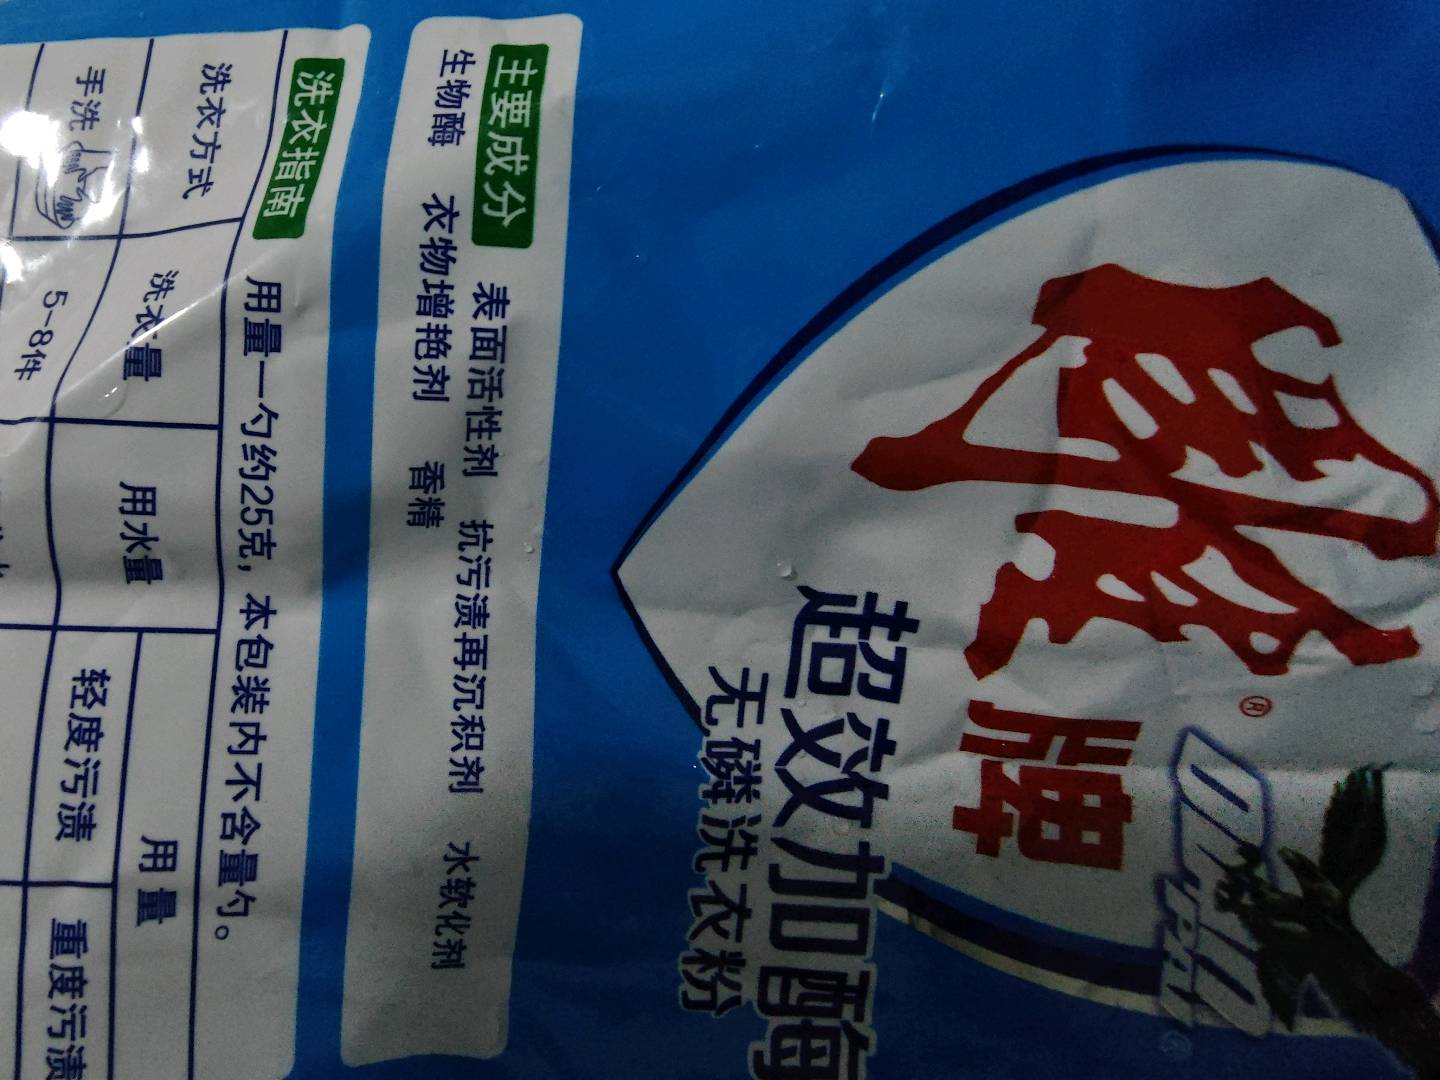 雕
牌®
超效加酶
无磷洗衣粉
主要成分 表面活性剂 抗污渍再沉积剂 水软化剂
生物酶 衣物增艳剂 香精
洗衣指南 用量一勺约25克，本包装内不含量勺。
洗衣方式 洗衣量 用水量 用量
轻度污渍 重度污渍
手洗 5-8件